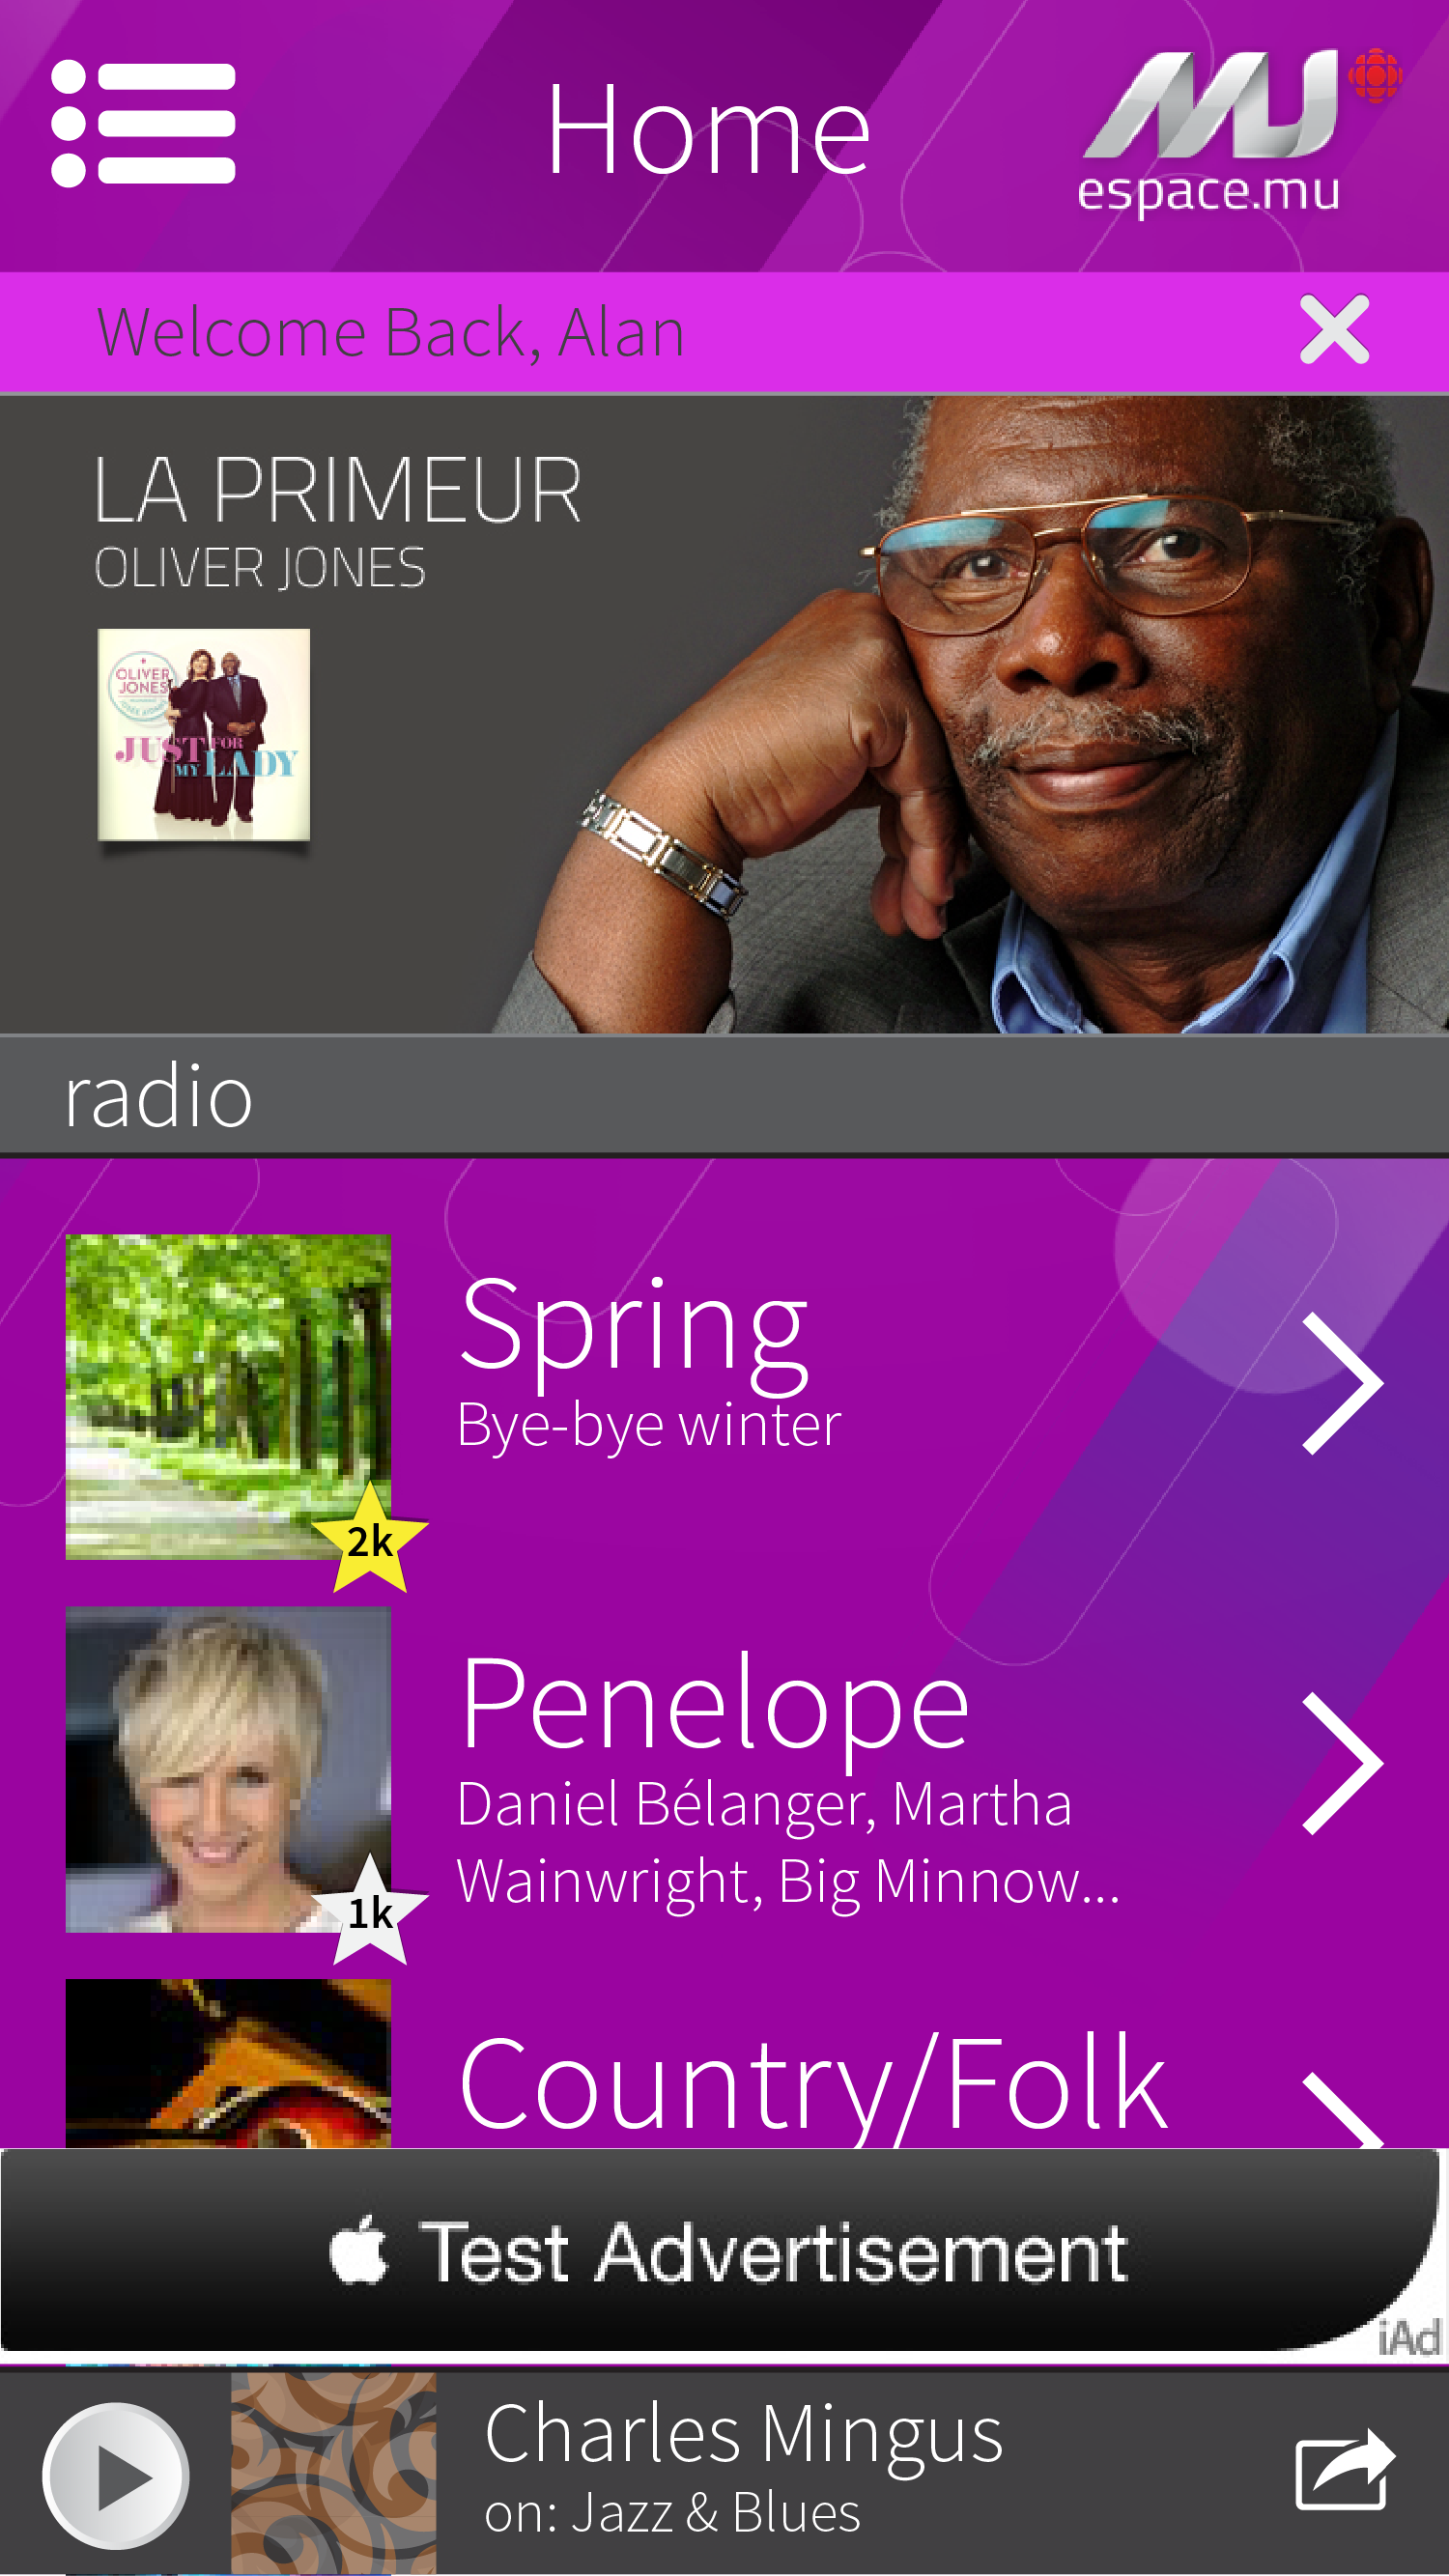 Home
espace.mu
Welcome Back, Alan
LA PRIMEUR
OLIVER JONES
OLIVER
JONES
JUST FOR
MY LADY
radio
Spring
Bye-bye winter
2k
Penelope
Daniel Bélanger, Martha
Wainwright, Big Minnow...
1k
Country/Folk
Test Advertisement
iAd
Charles Mingus
on: Jazz & Blues